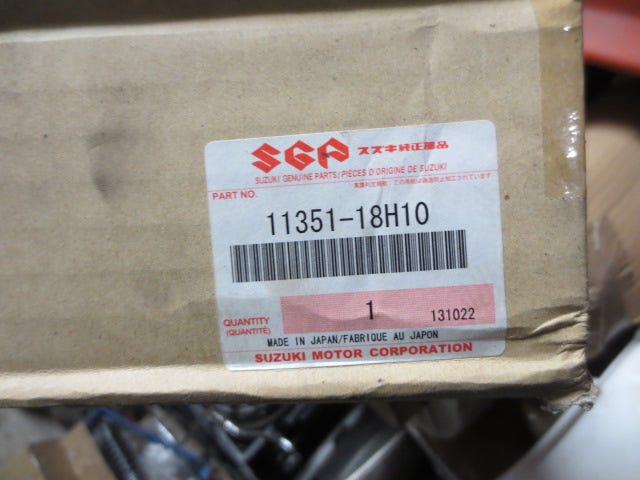 SGP スズキ純正部品
SUZUKI GENUINE PARTS/PIÈCES D'ORIGINE DE SUZUKI
PART NO.
11351-18H10
QUANTITY 1 131022
(QUANTITÉ)
MADE IN JAPAN/FABRIQUE AU JAPON
SUZUKI MOTOR CORPORATION